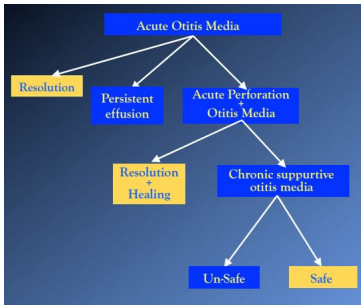 Acute Otitis Media
Resolution
Persistent
effusion
Acute Perforation
+
Otitis Media
Resolution
+
Healing
Chronic suppurtive
otitis media
Un-Safe
Safe